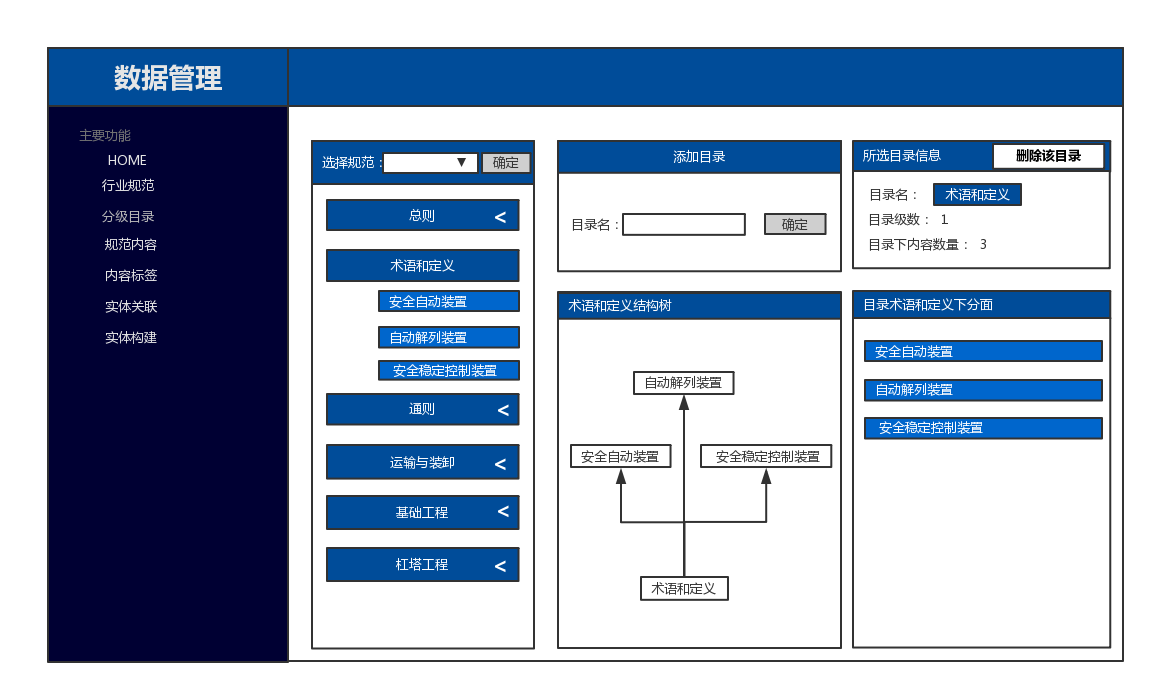 数据管理
主要功能
HOME
行业规范
分级目录
规范内容
内容标签
实体关联
实体构建
选择规范：
▼
确定
总则 <
术语和定义
安全自动装置
自动解列装置
安全稳定控制装置
通则 <
运输与装卸 <
基础工程 <
杠塔工程 <
添加目录
目录名：
确定
所选目录信息
删除该目录
目录名： 术语和定义
目录级数： 1
目录下内容数量： 3
术语和定义结构树
自动解列装置
安全自动装置
安全稳定控制装置
术语和定义
目录术语和定义下分面
安全自动装置
自动解列装置
安全稳定控制装置